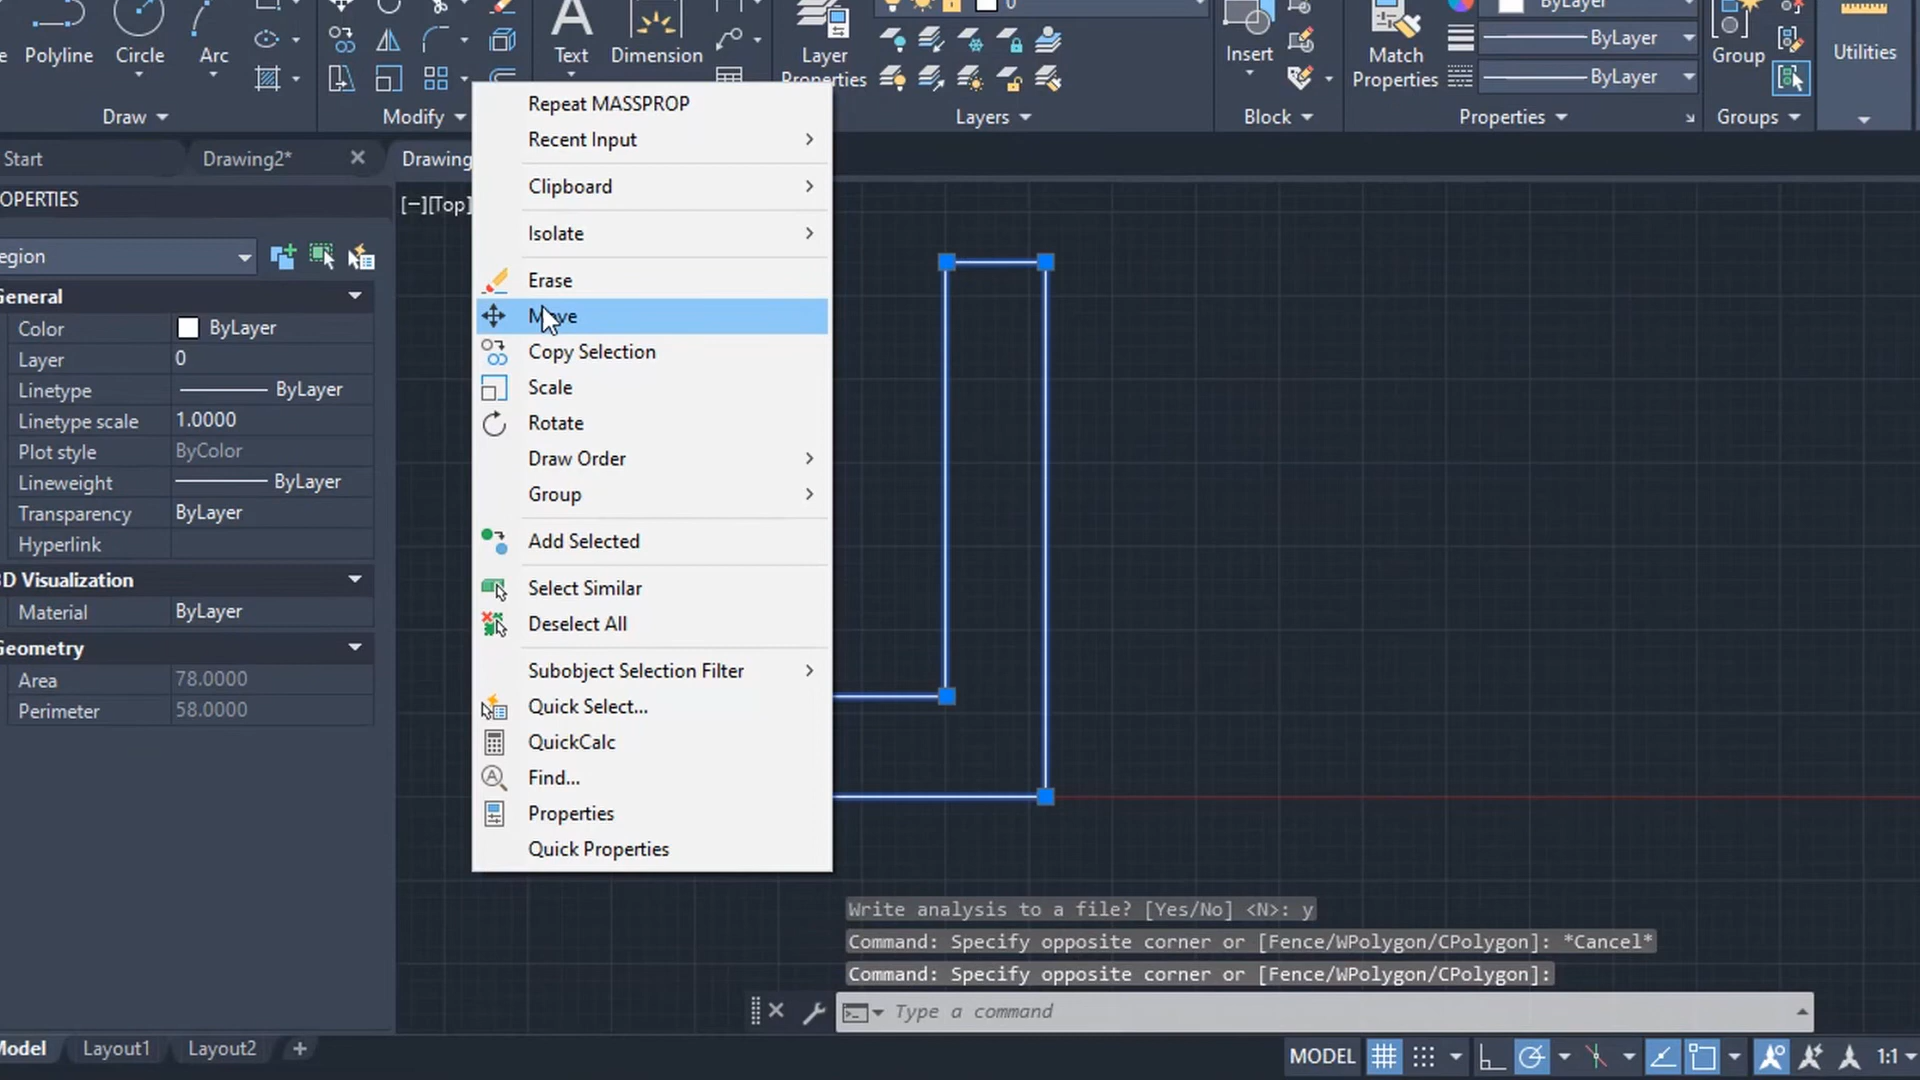 Polyline
Circle
Arc
Text
Dimension
Layer
Properties
0
Insert
Match
Properties
ByLayer
ByLayer
ByLayer
Group
Utilities
Draw
Modify
Layers
Block
Properties
Groups
Start
Drawing2*
Drawing
OPERTIES
[−][Top]
egion
General
Color ByLayer
Layer 0
Linetype ByLayer
Linetype scale 1.0000
Plot style ByColor
Lineweight ByLayer
Transparency ByLayer
Hyperlink
3D Visualization
Material ByLayer
Geometry
Area 78.0000
Perimeter 58.0000
Repeat MASSPROP
Recent Input
Clipboard
Isolate
Erase
Move
Copy Selection
Scale
Rotate
Draw Order
Group
Add Selected
Select Similar
Deselect All
Subobject Selection Filter
Quick Select...
QuickCalc
Find...
Properties
Quick Properties
Write analysis to a file? [Yes/No] <N>: y
Command: Specify opposite corner or [Fence/WPolygon/CPolygon]: *Cancel*
Command: Specify opposite corner or [Fence/WPolygon/CPolygon]:
Type a command
Model Layout1 Layout2 +
MODEL 1:1